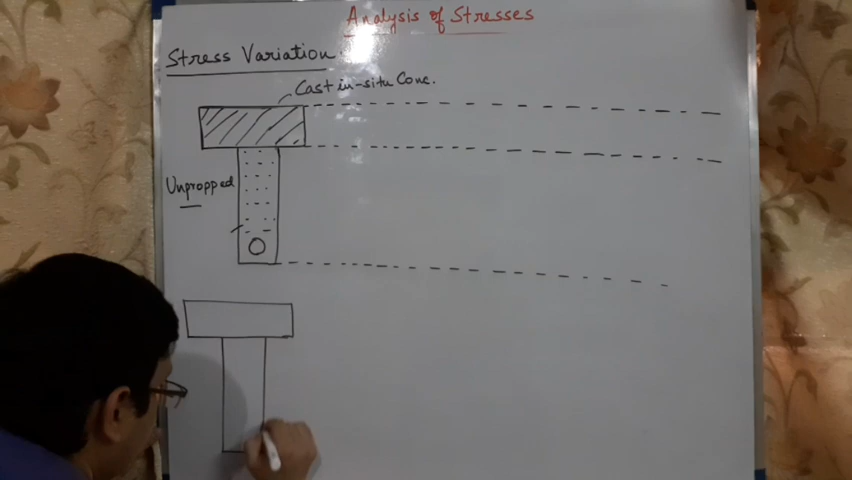 Analysis of Stresses
Stress Variation
Cast in-situ Conc.
Unpropped